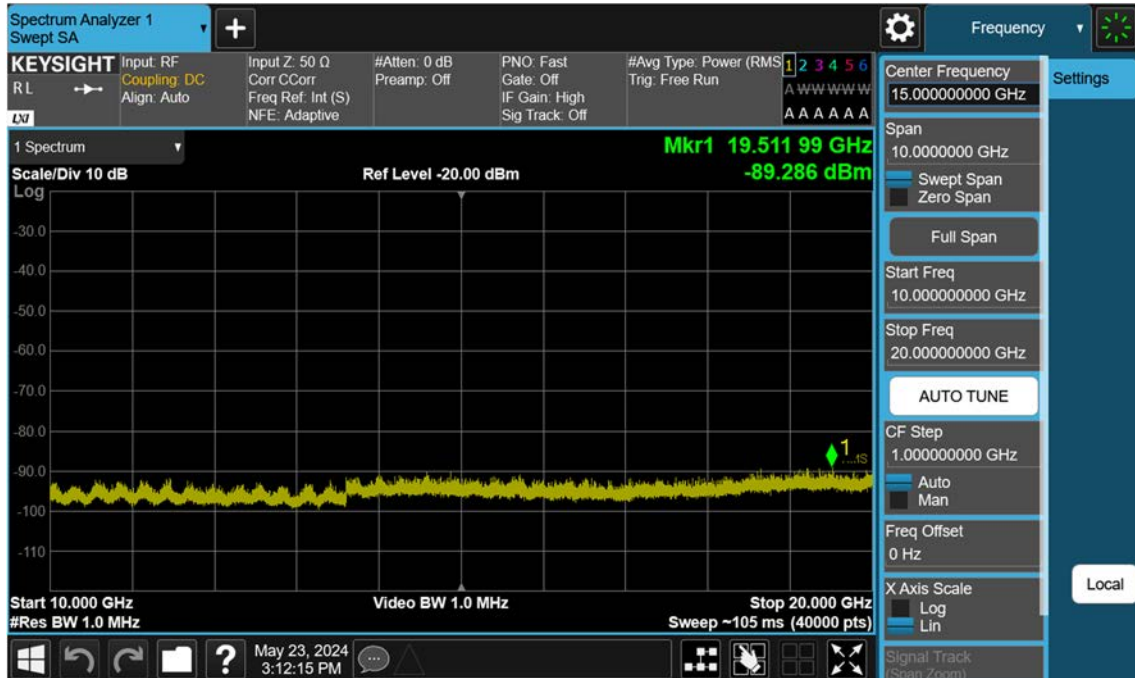 Spectrum Analyzer 1
Swept SA
Frequency
KEYSIGHT
R L
LXI
Input: RF
Coupling: DC
Align: Auto
Input Z: 50 Ω
Corr CCorr
Freq Ref: Int (S)
NFE: Adaptive
#Atten: 0 dB
Preamp: Off
PNO: Fast
Gate: Off
IF Gain: High
Sig Track: Off
#Avg Type: Power (RMS
Trig: Free Run
1 2 3 4 5 6
A W W W W W
A A A A A A
1 Spectrum
Scale/Div 10 dB
Log
Ref Level -20.00 dBm
Mkr1 19.511 99 GHz
-89.286 dBm
-30.0
-40.0
-50.0
-60.0
-70.0
-80.0
-90.0
-100
-110
1
Start 10.000 GHz
#Res BW 1.0 MHz
Video BW 1.0 MHz
Stop 20.000 GHz
Sweep ~105 ms (40000 pts)
May 23, 2024
3:12:15 PM
Center Frequency
15.000000000 GHz
Span
10.0000000 GHz
Swept Span
Zero Span
Full Span
Start Freq
10.000000000 GHz
Stop Freq
20.000000000 GHz
AUTO TUNE
CF Step
1.000000000 GHz
Auto
Man
Freq Offset
0 Hz
X Axis Scale
Log
Lin
Signal Track
(Span Zoom)
Settings
Local